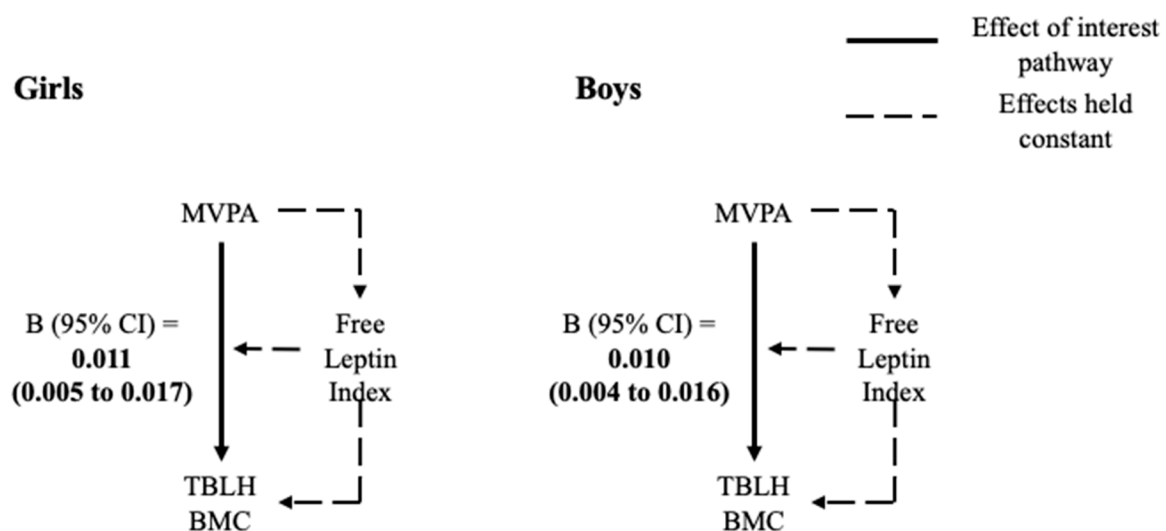 Effect of interest
pathway
Effects held
constant
Girls
Boys
MVPA
B (95% CI) =
0.011
(0.005 to 0.017)
Free
Leptin
Index
TBLH
BMC
MVPA
B (95% CI) =
0.010
(0.004 to 0.016)
Free
Leptin
Index
TBLH
BMC